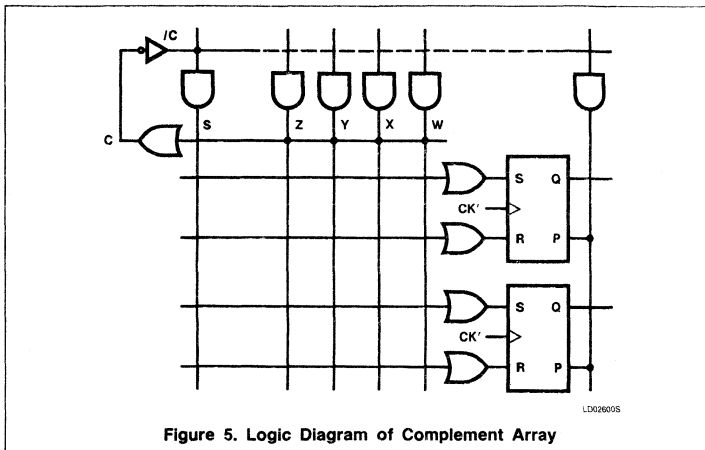 /C
S Z Y X W
C
S Q
CK'
R P
S Q
CK'
R P
LD02600S
Figure 5. Logic Diagram of Complement Array